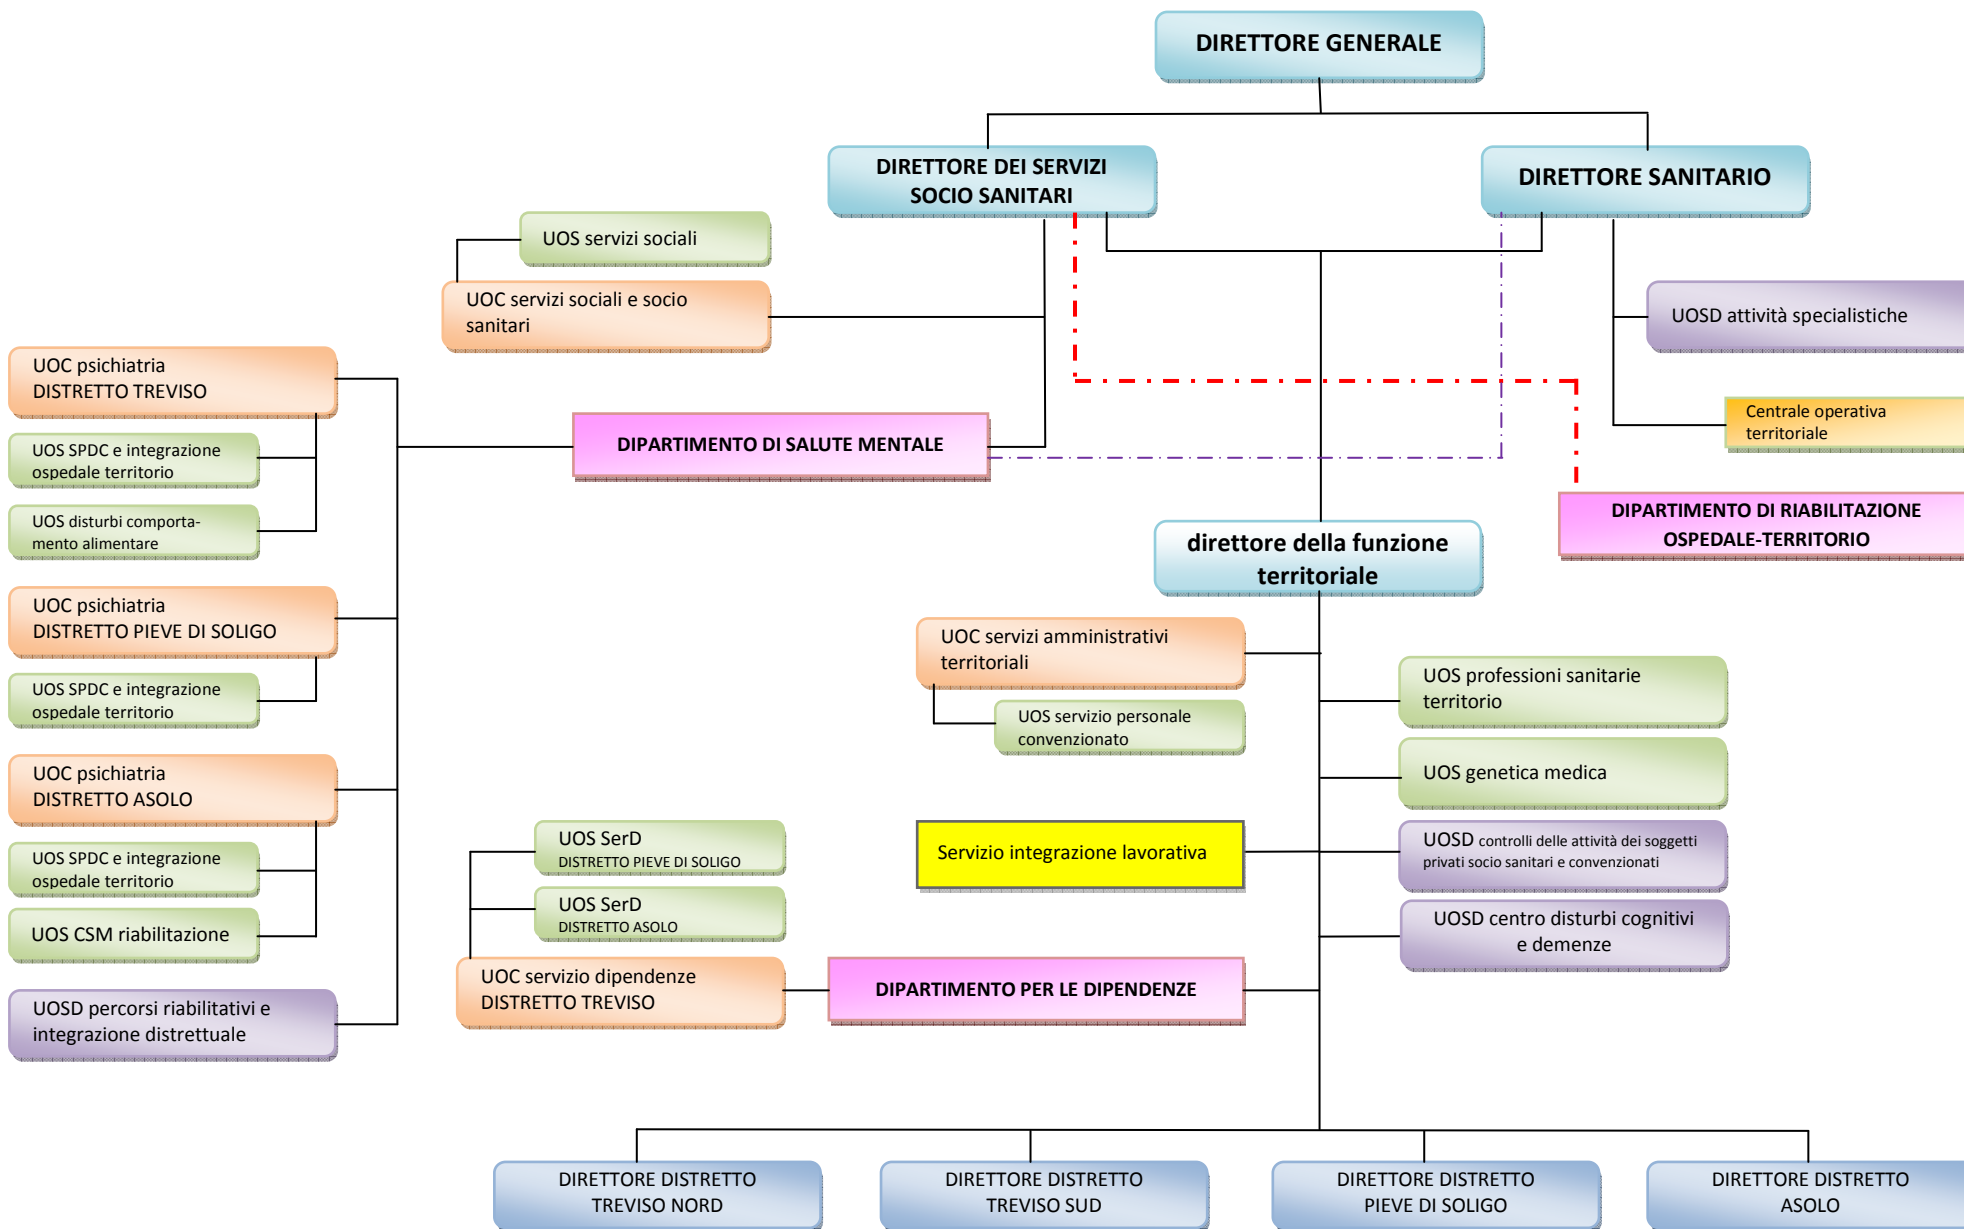 DIRETTORE GENERALE
DIRETTORE DEI SERVIZI
SOCIO SANITARI
DIRETTORE SANITARIO
UOS servizi sociali
UOC servizi sociali e socio
sanitari
UOSD attività specialistiche
Centrale operativa
territoriale
UOC psichiatria
DISTRETTO TREVISO
UOS SPDC e integrazione
ospedale territorio
UOS disturbi comporta-
mento alimentare
DIPARTIMENTO DI SALUTE MENTALE
DIPARTIMENTO DI RIABILITAZIONE
OSPEDALE-TERRITORIO
direttore della funzione
territoriale
UOC psichiatria
DISTRETTO PIEVE DI SOLIGO
UOS SPDC e integrazione
ospedale territorio
UOC servizi amministrativi
territoriali
UOS servizio personale
convenzionato
UOS professioni sanitarie
territorio
UOS genetica medica
UOC psichiatria
DISTRETTO ASOLO
UOS SPDC e integrazione
ospedale territorio
UOS CSM riabilitazione
UOSD percorsi riabilitativi e
integrazione distrettuale
UOS SerD
DISTRETTO PIEVE DI SOLIGO
UOS SerD
DISTRETTO ASOLO
UOC servizio dipendenze
DISTRETTO TREVISO
Servizio integrazione lavorativa
DIPARTIMENTO PER LE DIPENDENZE
UOSD controlli delle attività dei soggetti
privati socio sanitari e convenzionati
UOSD centro disturbi cognitivi
e demenze
DIRETTORE DISTRETTO
TREVISO NORD
DIRETTORE DISTRETTO
TREVISO SUD
DIRETTORE DISTRETTO
PIEVE DI SOLIGO
DIRETTORE DISTRETTO
ASOLO